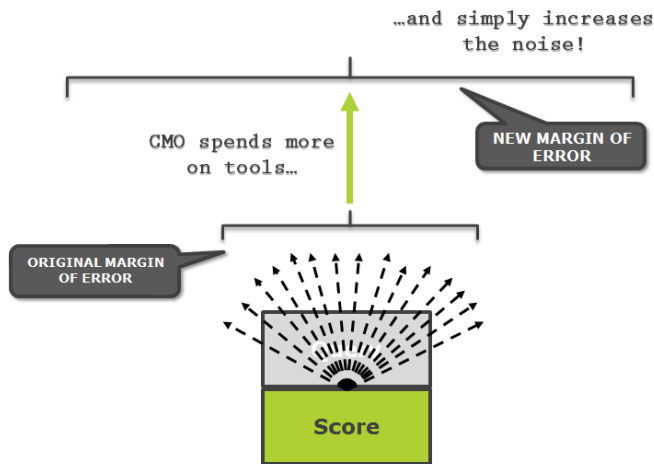 …and simply increases
the noise!
CMO spends more
on tools…
NEW MARGIN OF
ERROR
ORIGINAL MARGIN
OF ERROR
Score